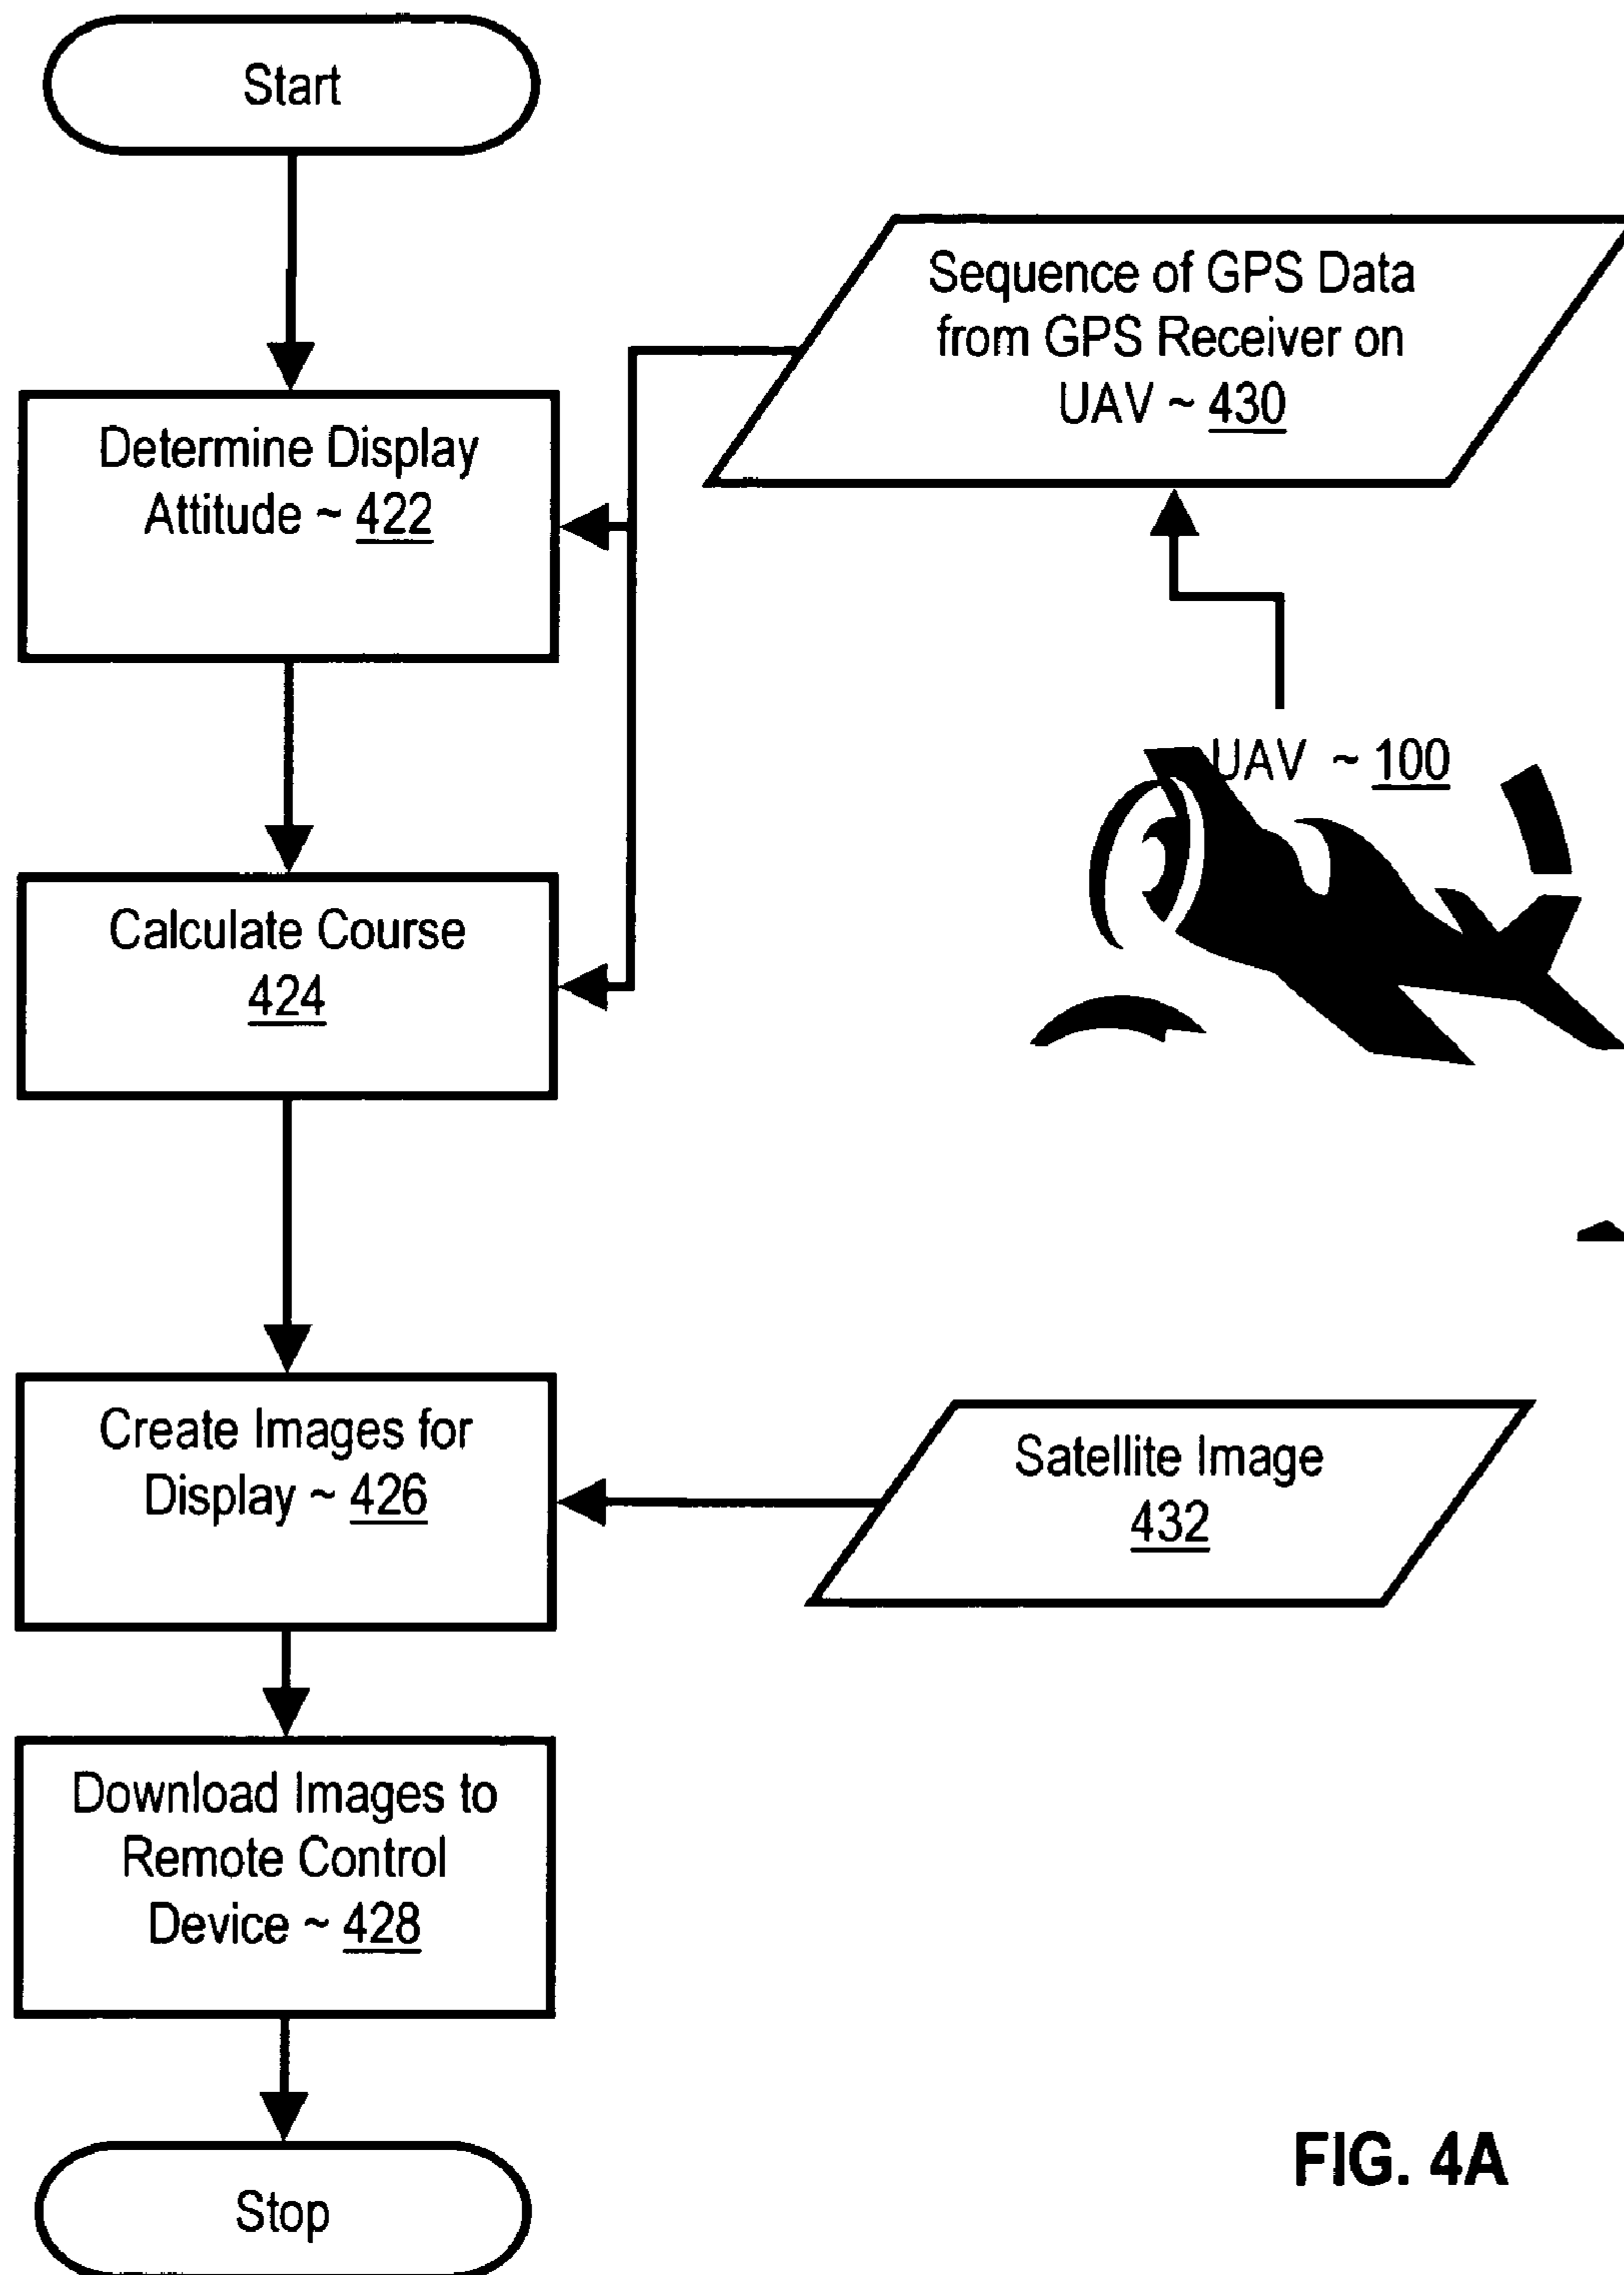 Start
Sequence of GPS Data
from GPS Receiver on
UAV ~ 430
Determine Display
Attitude ~ 422
UAV ~ 100
Calculate Course
424
Create Images for
Display ~ 426
Satellite Image
432
Download Images to
Remote Control
Device ~ 428
Stop
FIG. 4A